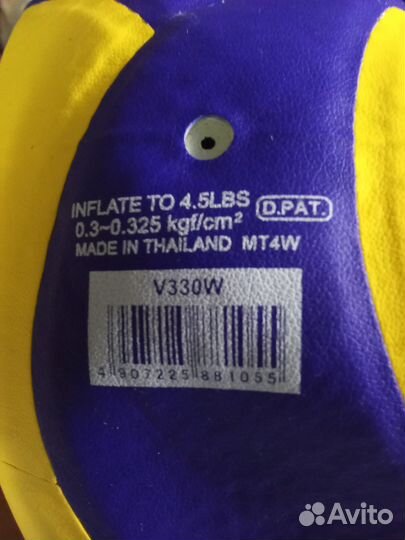 INFLATE TO 4.5LBS D.PAT.
0.3~0.325 kgf/cm²
MADE IN THAILAND MT4W
V330W
4 907225 881055
Avito